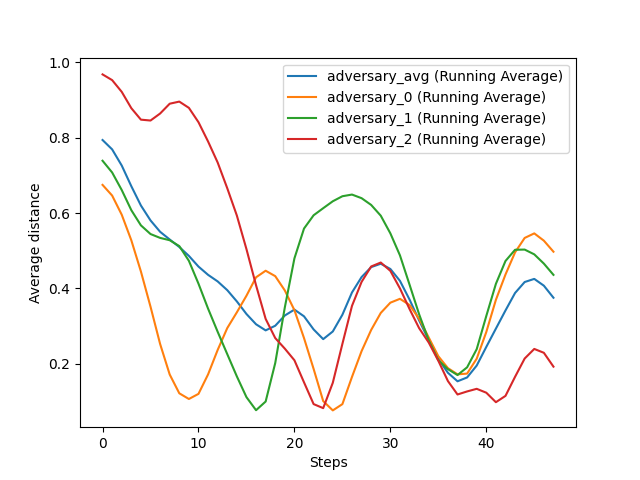 1.0
0.8
0.6
0.4
0.2
Average distance
adversary_avg (Running Average)
adversary_0 (Running Average)
adversary_1 (Running Average)
adversary_2 (Running Average)
0 10 20 30 40
Steps